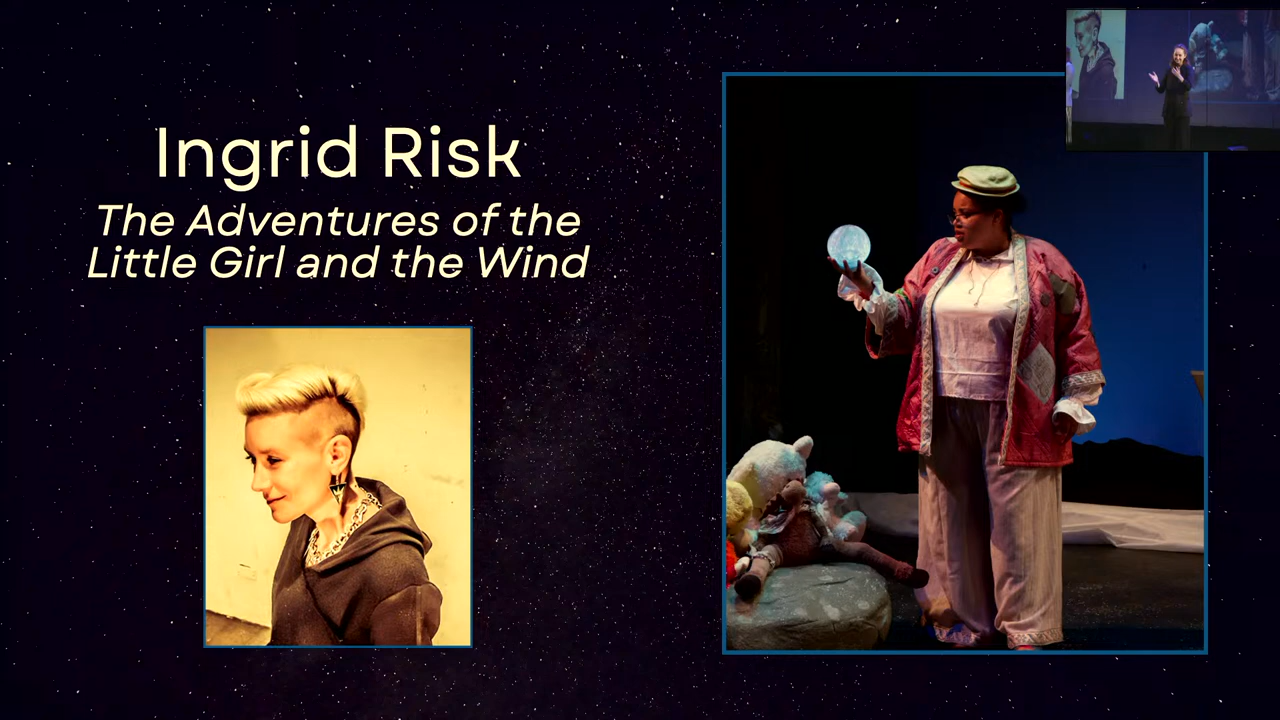 Ingrid Risk
The Adventures of the
Little Girl and the Wind